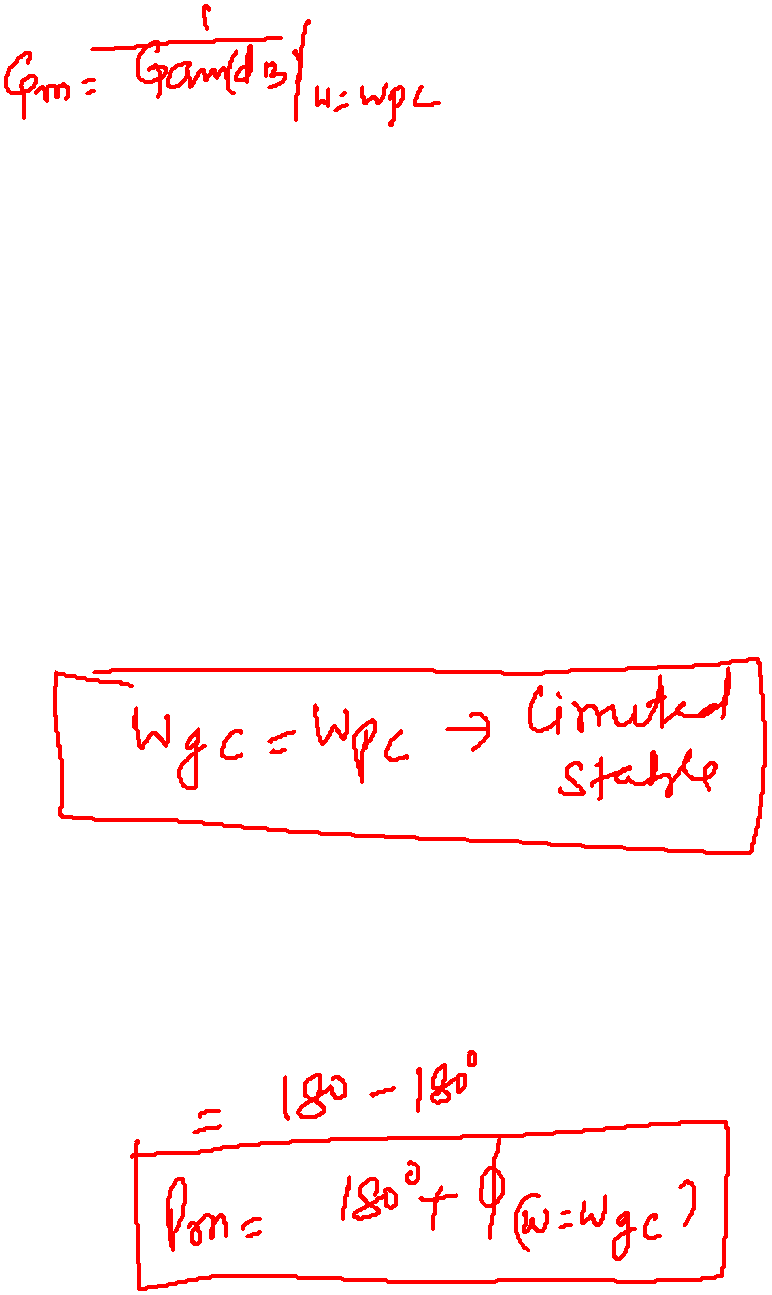 1
Gm = Gain(dB) | w = wpc
wgc = wpc → limited
stable
= 180 - 180°
Pm = 180° + φ (w = wgc)